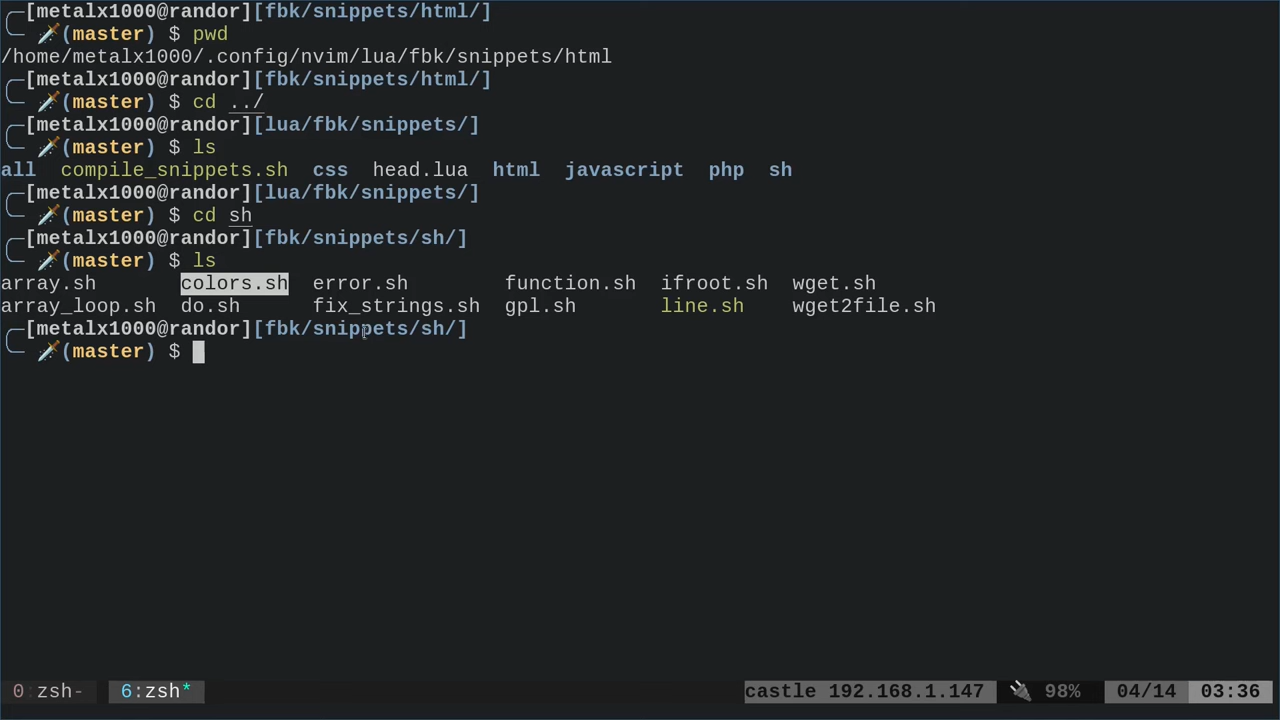 ╭─[metalx1000@randor][fbk/snippets/html/]
╰─ 🗡️(master) $ pwd
/home/metalx1000/.config/nvim/lua/fbk/snippets/html
╭─[metalx1000@randor][fbk/snippets/html/]
╰─ 🗡️(master) $ cd ../
╭─[metalx1000@randor][lua/fbk/snippets/]
╰─ 🗡️(master) $ ls
all  compile_snippets.sh  css  head.lua  html  javascript  php  sh
╭─[metalx1000@randor][lua/fbk/snippets/]
╰─ 🗡️(master) $ cd sh
╭─[metalx1000@randor][fbk/snippets/sh/]
╰─ 🗡️(master) $ ls
array.sh       colors.sh  error.sh        function.sh  ifroot.sh  wget.sh
array_loop.sh  do.sh      fix_strings.sh  gpl.sh       line.sh    wget2file.sh
╭─[metalx1000@randor][fbk/snippets/sh/]
╰─ 🗡️(master) $
0 zsh-  6:zsh*  castle 192.168.1.147  🔌 98%  04/14  03:36